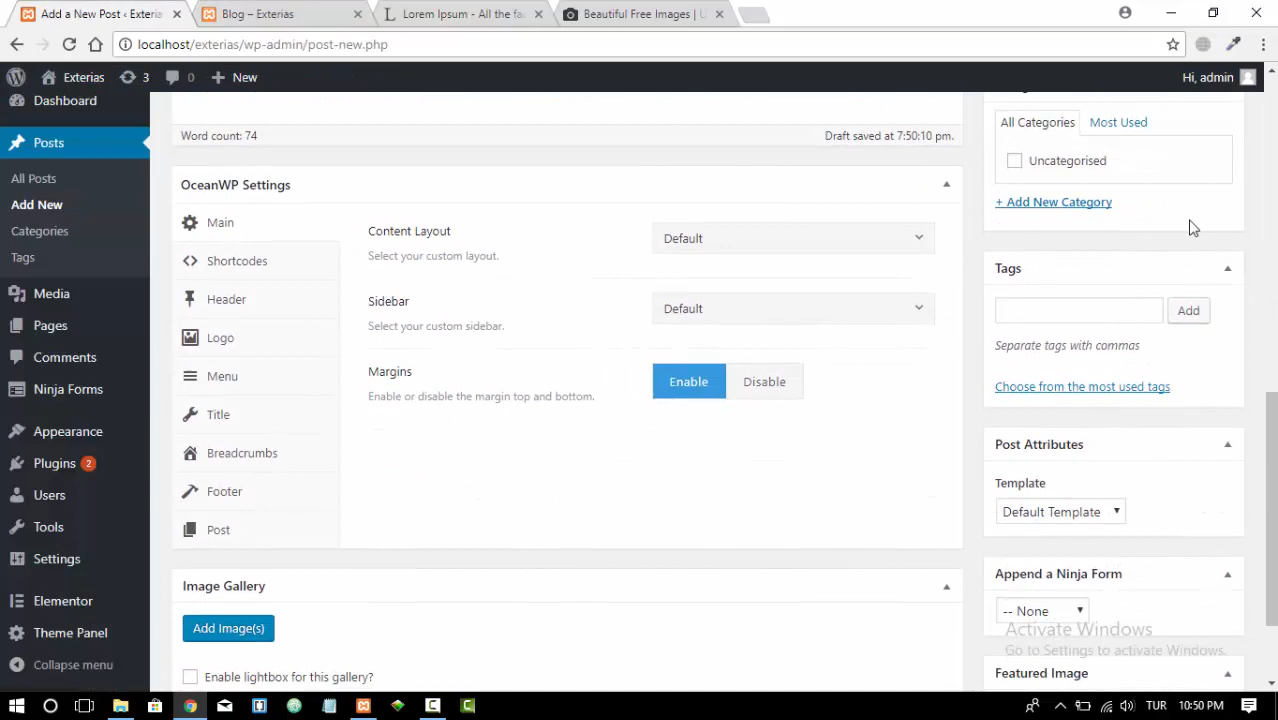 Add a New Post ‹ Exteria
Blog – Exterias
Lorem Ipsum - All the fa
Beautiful Free Images | U
localhost/exterias/wp-admin/post-new.php
Exterias 3 0 New
Hi, admin
Dashboard
Posts
All Posts
Add New
Categories
Tags
Media
Pages
Comments
Ninja Forms
Appearance
Plugins 2
Users
Tools
Settings
Elementor
Theme Panel
Collapse menu
Word count: 74
Draft saved at 7:50:10 pm.
OceanWP Settings
Main
Shortcodes
Header
Logo
Menu
Title
Breadcrumbs
Footer
Post
Content Layout
Select your custom layout.
Default
Sidebar
Select your custom sidebar.
Default
Margins
Enable or disable the margin top and bottom.
Enable
Disable
Image Gallery
Add Image(s)
Enable lightbox for this gallery?
All Categories
Most Used
Uncategorised
+ Add New Category
Tags
Add
Separate tags with commas
Choose from the most used tags
Post Attributes
Template
Default Template
Append a Ninja Form
-- None
Activate Windows
Go to Settings to activate Windows.
Featured Image
TUR
10:50 PM